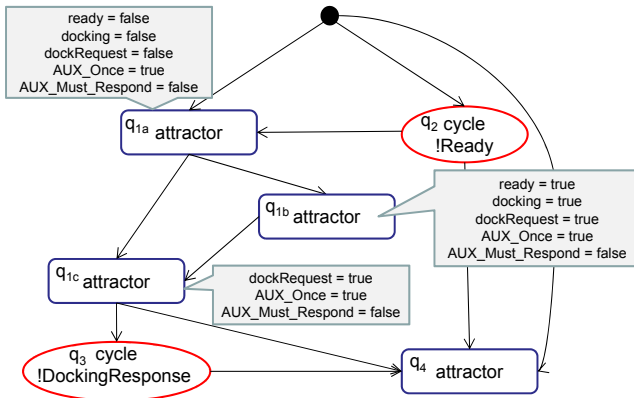 ready = false
docking = false
dockRequest = false
AUX_Once = true
AUX_Must_Respond = false
q1a attractor
q2 cycle
!Ready
q1b attractor
ready = true
docking = true
dockRequest = true
AUX_Once = true
AUX_Must_Respond = false
q1c attractor
dockRequest = true
AUX_Once = true
AUX_Must_Respond = false
q3 cycle
!DockingResponse
q4 attractor